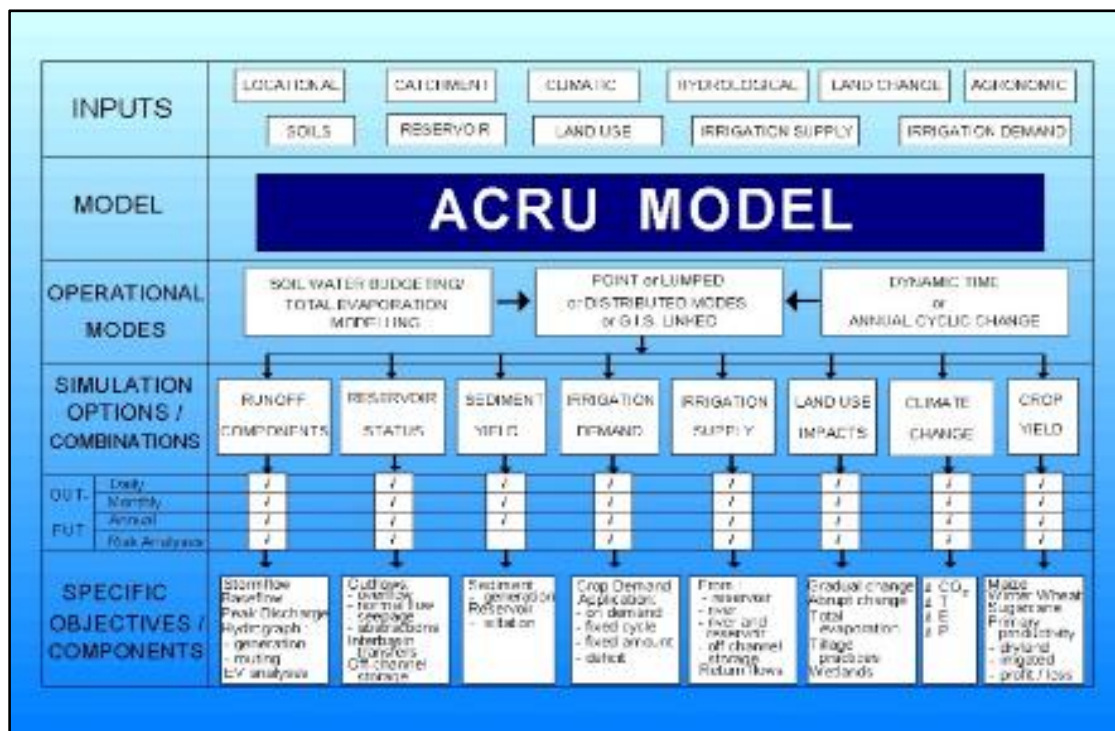 INPUTS
LOCATIONAL CATCHMENT CLIMATIC HYDROLOGICAL LAND CHANGE AGRONOMIC
SOILS RESERVOIR LAND USE IRRIGATION SUPPLY IRRIGATION DEMAND
MODEL
ACRU MODEL
OPERATIONAL
MODES
SOIL WATER BUDGETING/
TOTAL EVAPORATION
MODELLING
POINT or LUMPED
or DISTRIBUTED MODES
or G.I.S. LINKED
DYNAMIC TIME
or
ANNUAL CYCLIC CHANGE
SIMULATION
OPTIONS /
COMBINATIONS
RUNOFF
COMPONENTS
RESERVOIR
STATUS
SEDIMENT
YIELD
IRRIGATION
DEMAND
IRRIGATION
SUPPLY
LAND USE
IMPACTS
CLIMATE
CHANGE
CROP
YIELD
OUT-
PUT
Daily
Monthly
Annual
Risk Analyses
SPECIFIC
OBJECTIVES /
COMPONENTS
Stormflow
Baseflow
Peak Discharge
Hydrograph
- generation
- routing
EV analysis
Outflows
- overflow
- normal flow
- seepage
- abstractions
Interbasin
transfers
Off-channel
storage
Sediment
- generation
Reservoir
- siltation
Crop Demand
Application:
- on demand
- fixed cycle
- fixed amount
- deficit
From :
- reservoir
- river
- river and
reservoir
- off channel
storage
Return flows
Gradual change
Abrupt change
Total
evaporation
Tillage
practices
Wetlands
CO2
T
E
P
Maize
Winter Wheat
Sugarcane
Primary
productivity
- dryland
- irrigated
- profit / loss